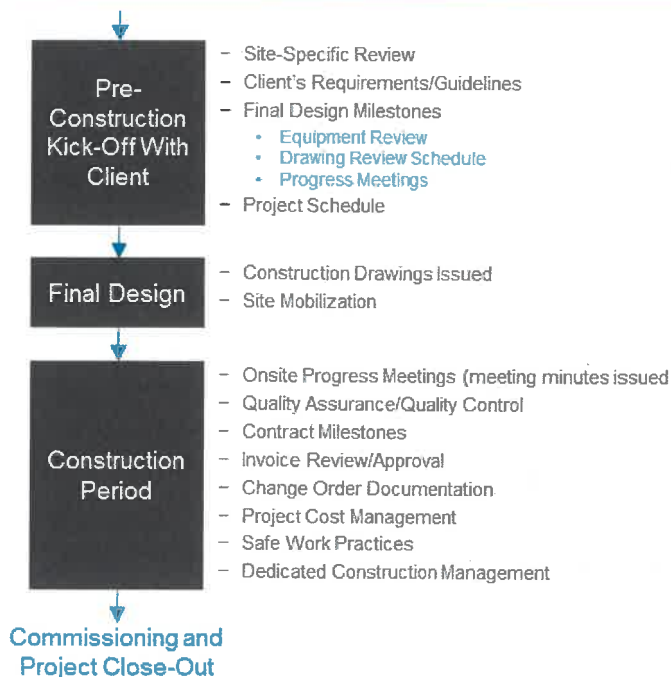 Pre-
Construction
Kick-Off With
Client
– Site-Specific Review
– Client's Requirements/Guidelines
– Final Design Milestones
• Equipment Review
• Drawing Review Schedule
• Progress Meetings
– Project Schedule
Final Design
– Construction Drawings Issued
– Site Mobilization
Construction
Period
– Onsite Progress Meetings (meeting minutes issued
– Quality Assurance/Quality Control
– Contract Milestones
– Invoice Review/Approval
– Change Order Documentation
– Project Cost Management
– Safe Work Practices
– Dedicated Construction Management
Commissioning and
Project Close-Out